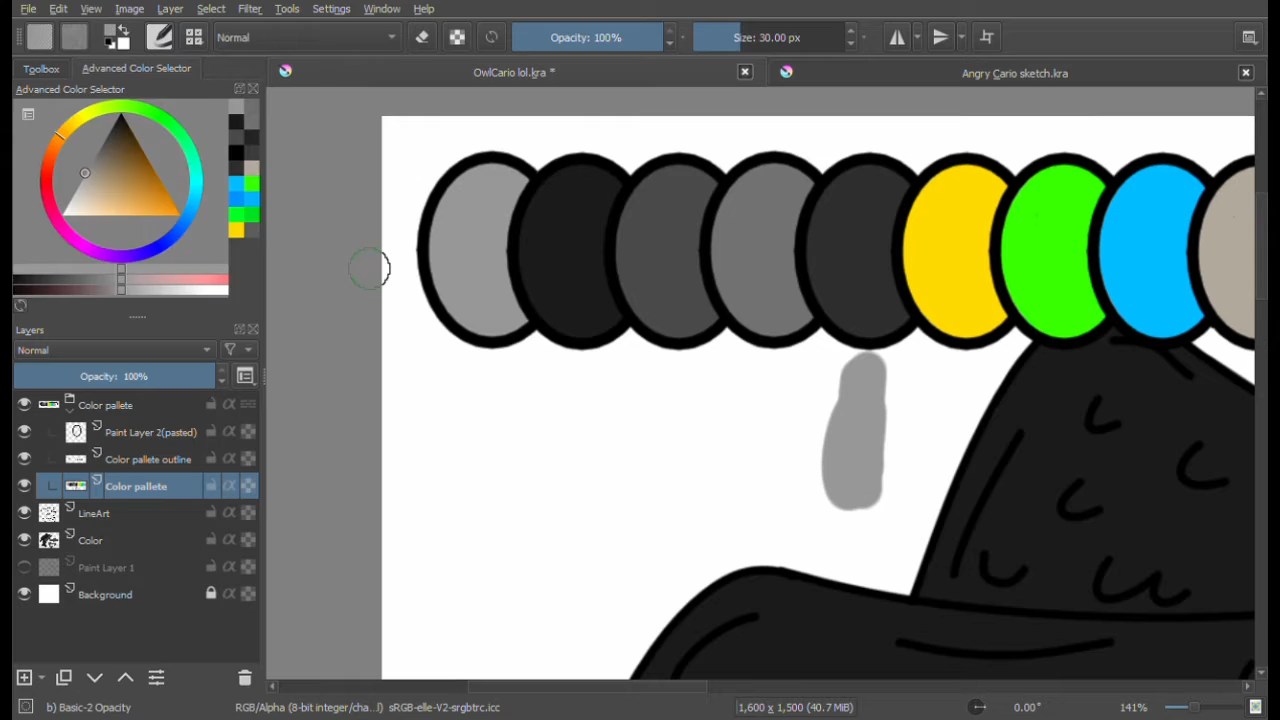 File Edit View Image Layer Select Filter Tools Settings Window Help
Normal Opacity: 100% Size: 30.00 px
Toolbox Advanced Color Selector OwlCario lol.kra * Angry Cario sketch.kra
Advanced Color Selector
Layers
Normal
Opacity: 100%
Color pallete
Paint Layer 2(pasted)
Color pallete outline
Color pallete
LineArt
Color
Paint Layer 1
Background
b) Basic-2 Opacity RGB/Alpha (8-bit integer/cha...l) sRGB-elle-V2-srgbtrc.icc 1,600 x 1,500 (40.7 MiB) 0.00° 141%